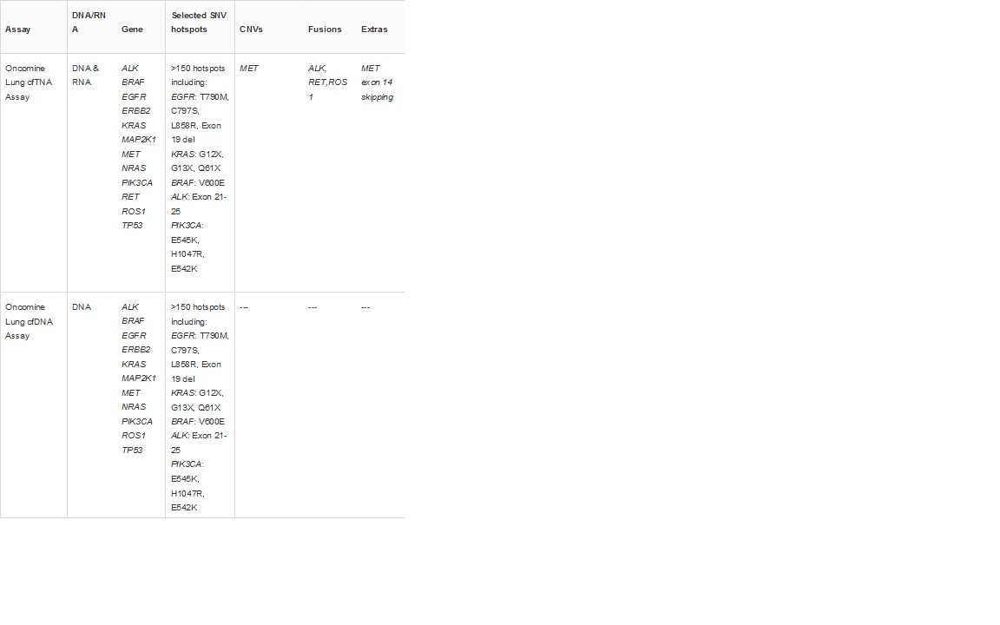 Assay
DNA/RN
A
Gene
Selected SNV
hotspots
CNVs
Fusions
Extras
Oncomine
Lung cfTNA
Assay
DNA &
RNA
ALK
BRAF
EGFR
ERBB2
KRAS
MAP2K1
MET
NRAS
PIK3CA
RET
ROS1
TP53
>150 hotspots
including:
EGFR: T790M,
C797S,
L858R, Exon
19 del
KRAS: G12X,
G13X, Q61X
BRAF: V600E
ALK: Exon 21-
25
PIK3CA:
E545K,
H1047R,
E542K
MET
ALK,
RET,ROS
1
MET
exon 14
skipping
Oncomine
Lung cfDNA
Assay
DNA
ALK
BRAF
EGFR
ERBB2
KRAS
MAP2K1
MET
NRAS
PIK3CA
ROS1
TP53
>150 hotspots
including:
EGFR: T790M,
C797S,
L858R, Exon
19 del
KRAS: G12X,
G13X, Q61X
BRAF: V600E
ALK: Exon 21-
25
PIK3CA:
E545K,
H1047R,
E542K
---
---
---